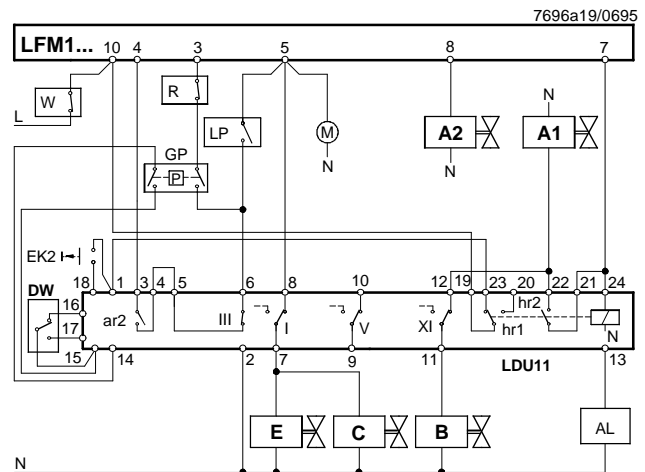 7696a19/0695
LFM1... 10 4 3 5 8 7
W R
L
LP M A2 A1
N
N N
GP
P
EK2
18 1 3 4 5 6 8 10 12 19 23 20 22 21 24
DW
16 ar2 III I V XI hr2
17 hr1 N
15 14 2 7 9 11 LDU11 13
E C B AL
N